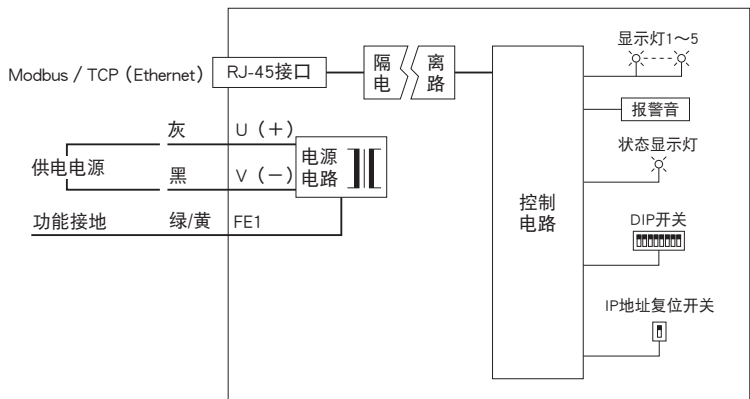 显示灯1～5
Modbus / TCP (Ethernet)
RJ-45接口
隔
电
离
路
报警音
状态显示灯
供电电源
灰
U (＋)
黑
V (－)
电源
电路
功能接地
绿/黄
FE1
控制
电路
DIP开关
IP地址复位开关